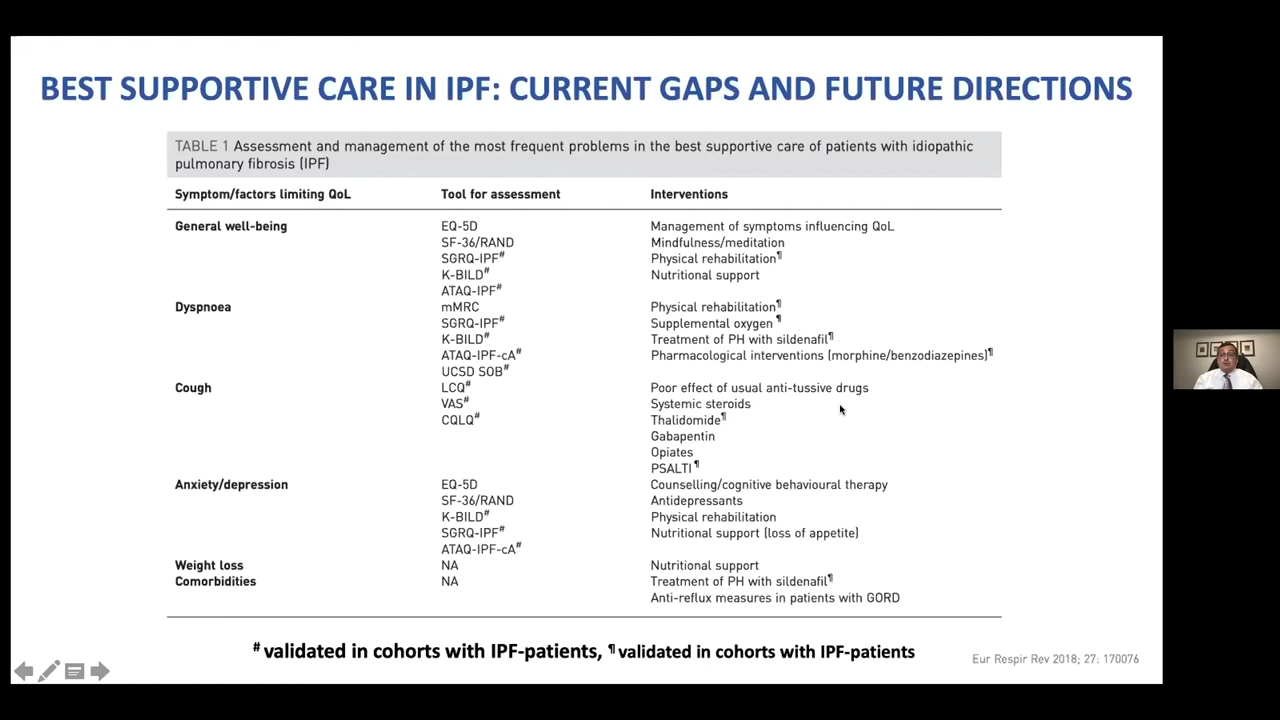 BEST SUPPORTIVE CARE IN IPF: CURRENT GAPS AND FUTURE DIRECTIONS
TABLE 1 Assessment and management of the most frequent problems in the best supportive care of patients with idiopathic
pulmonary fibrosis (IPF)
Symptom/factors limiting QoL Tool for assessment Interventions
General well-being EQ-5D Management of symptoms influencing QoL
SF-36/RAND Mindfulness/meditation
SGRQ-IPF# Physical rehabilitation¶
K-BILD# Nutritional support
ATAQ-IPF#
Dyspnoea mMRC Physical rehabilitation¶
SGRQ-IPF# Supplemental oxygen ¶
K-BILD# Treatment of PH with sildenafil¶
ATAQ-IPF-cA# Pharmacological interventions (morphine/benzodiazepines)¶
UCSD SOB#
Cough LCQ# Poor effect of usual anti-tussive drugs
VAS# Systemic steroids
CQLQ# Thalidomide¶
Gabapentin
Opiates
PSALTI ¶
Anxiety/depression EQ-5D Counselling/cognitive behavioural therapy
SF-36/RAND Antidepressants
K-BILD# Physical rehabilitation
SGRQ-IPF# Nutritional support (loss of appetite)
ATAQ-IPF-cA#
Weight loss NA Nutritional support
Comorbidities NA Treatment of PH with sildenafil¶
Anti-reflux measures in patients with GORD
# validated in cohorts with IPF-patients, ¶ validated in cohorts with IPF-patients
Eur Respir Rev 2018; 27: 170076